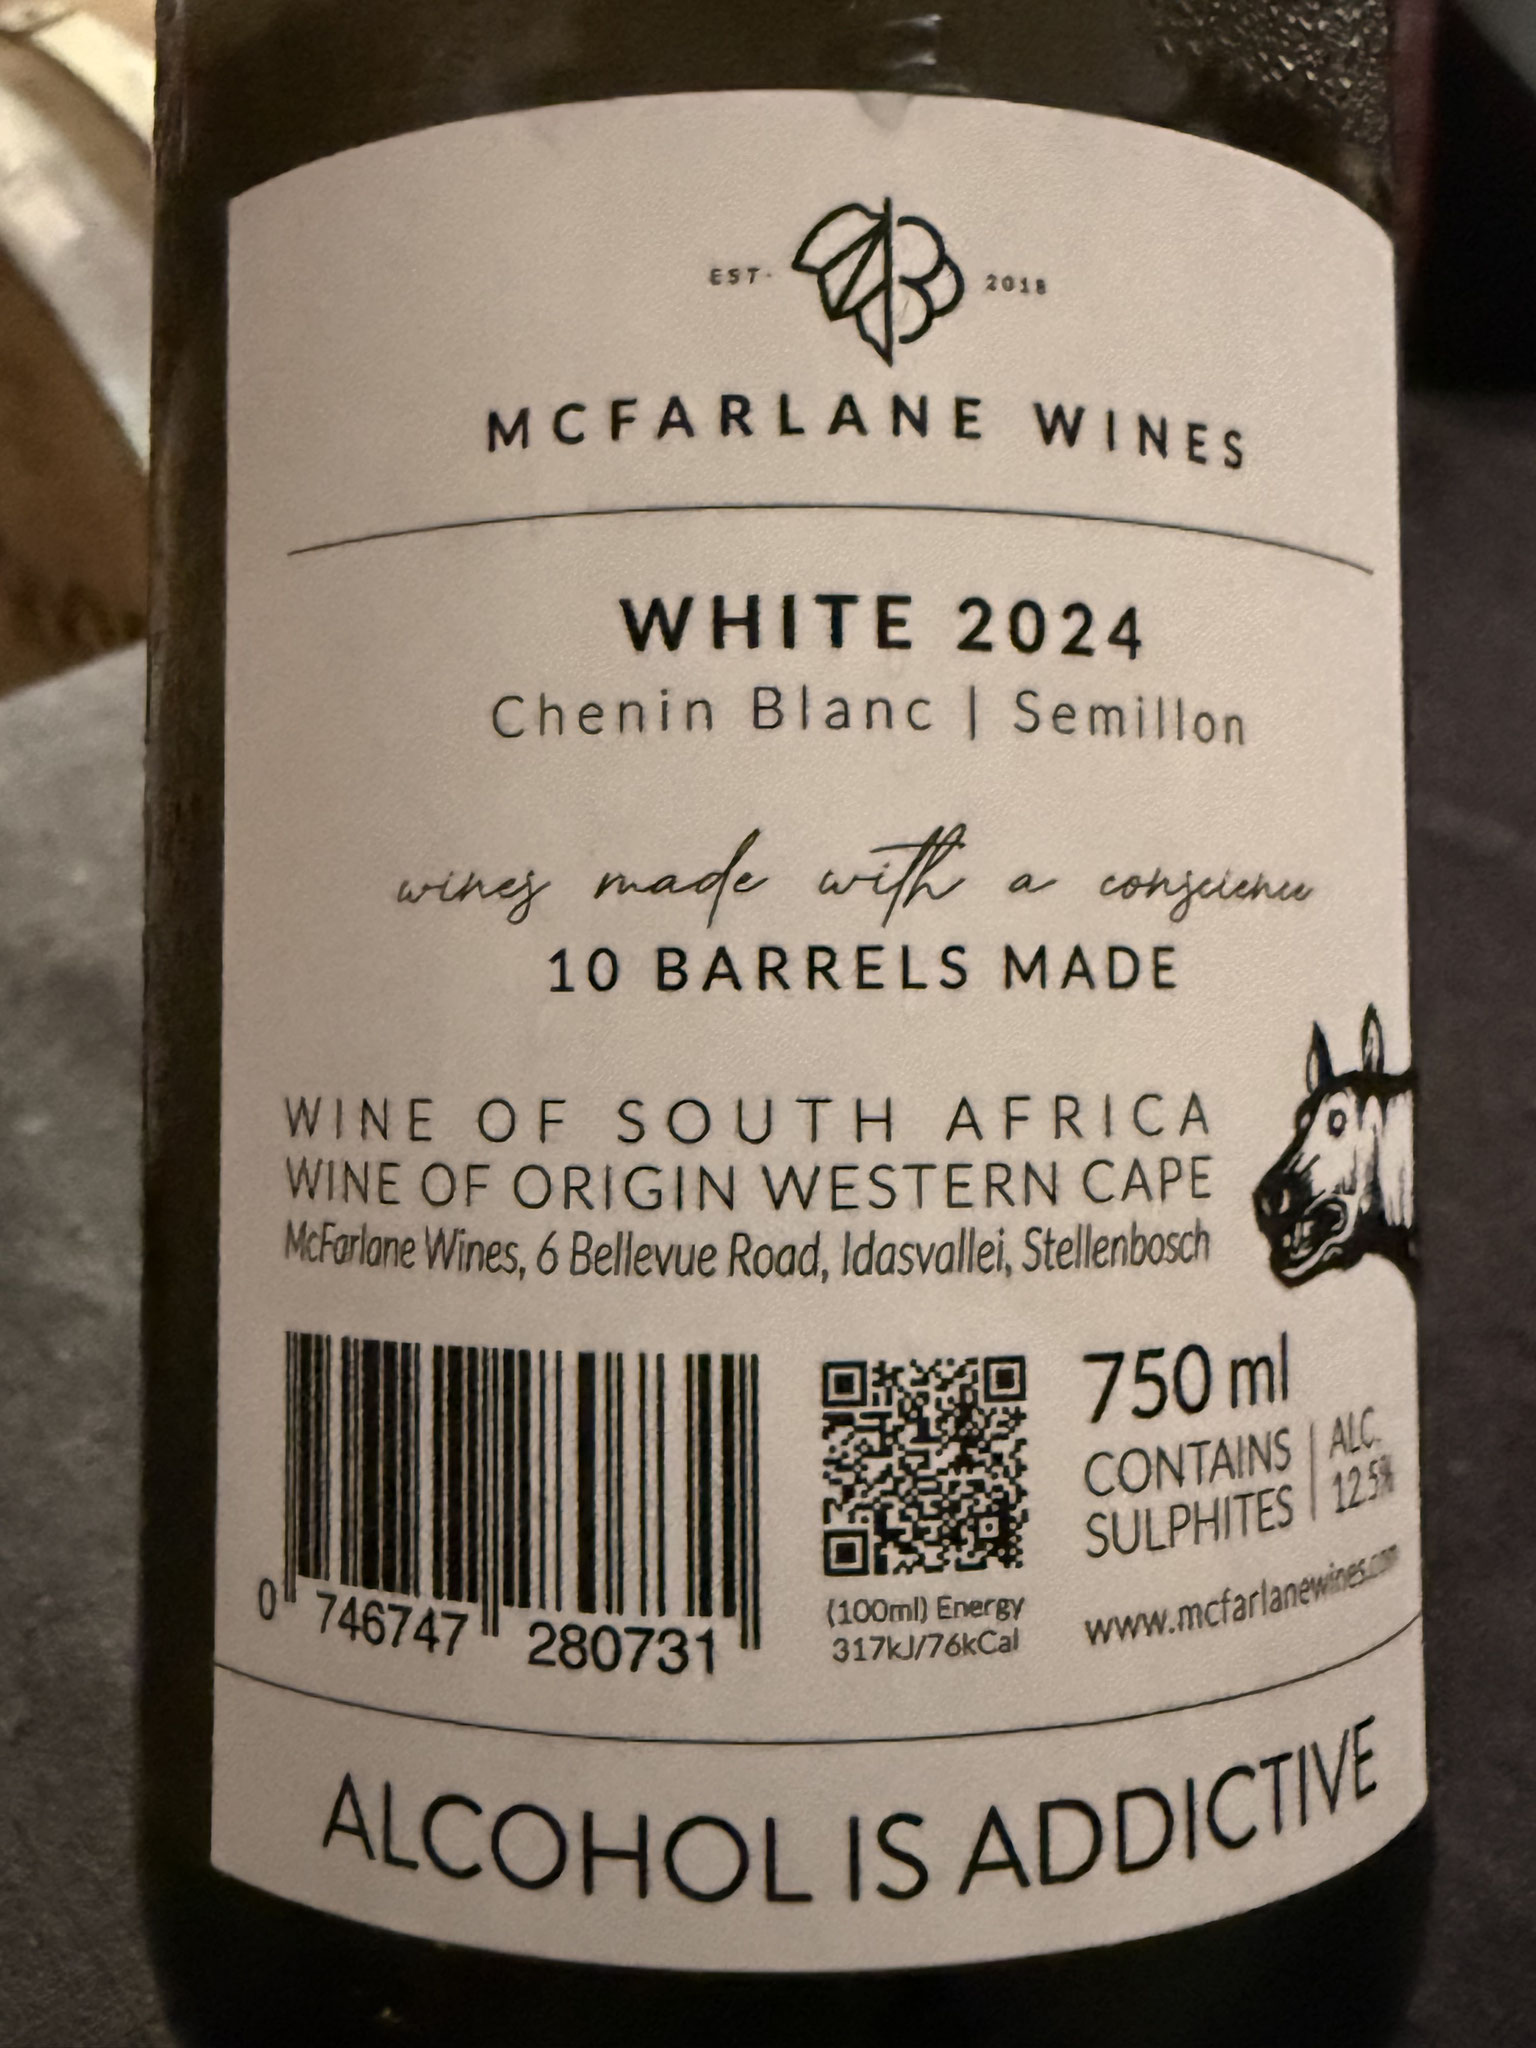 EST. 2018
MCFARLANE WINES
WHITE 2024
Chenin Blanc | Semillon
wines made with a conscience
10 BARRELS MADE
WINE OF SOUTH AFRICA
WINE OF ORIGIN WESTERN CAPE
McFarlane Wines, 6 Bellevue Road, Idasvallei, Stellenbosch
0 746747 280731
(100ml) Energy
317kJ/76kCal
750 ml
CONTAINS
SULPHITES
ALC.
12.5%
www.mcfarlanewines.com
ALCOHOL IS ADDICTIVE